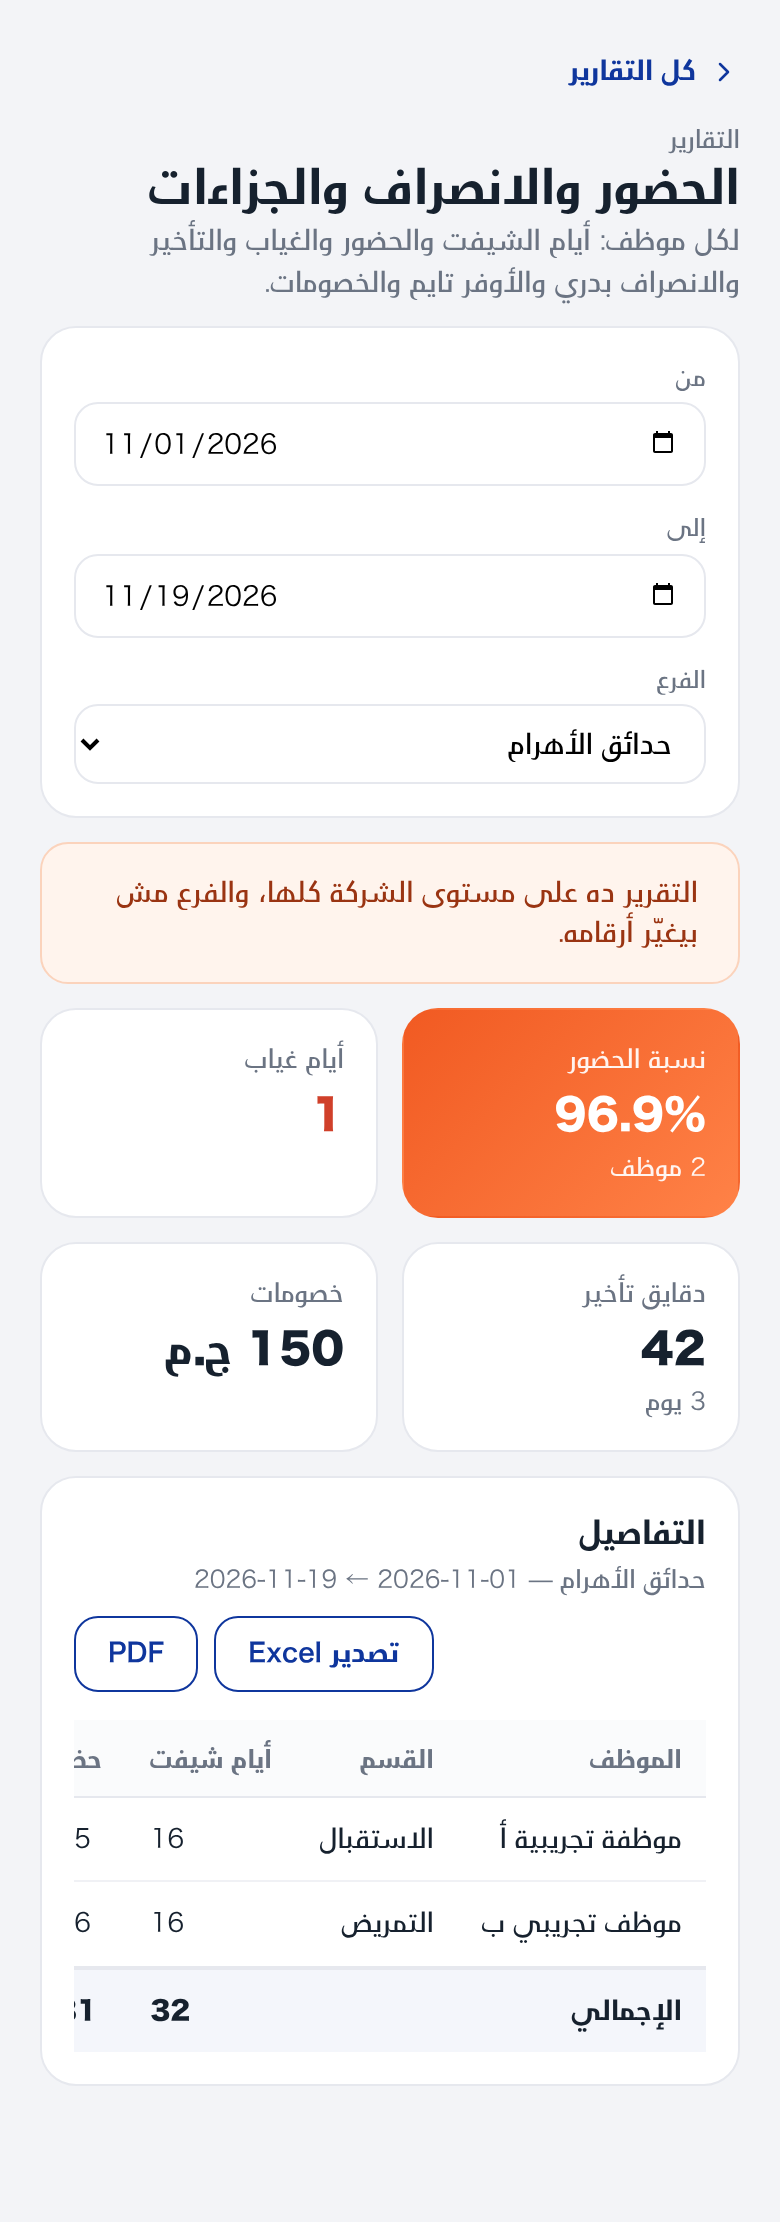 كل التقارير
التقارير
الحضور والانصراف والجزاءات
لكل موظف: أيام الشيفت والحضور والغياب والتأخير
والانصراف بدري والأوفر تايم والخصومات.
من
11/01/2026
إلى
11/19/2026
الفرع
حدائق الأهرام
التقرير ده على مستوى الشركة كلها، والفرع مش
بيغيّر أرقامه.
نسبة الحضور
96.9%
2 موظف
أيام غياب
1
دقايق تأخير
42
3 يوم
خصومات
150 ج.م
التفاصيل
حدائق الأهرام — 2026-11-01 ← 2026-11-19
تصدير Excel
PDF
الموظف القسم أيام شيفت
موظفة تجريبية أ الاستقبال 16 5
موظف تجريبي ب التمريض 16 6
الإجمالي 32